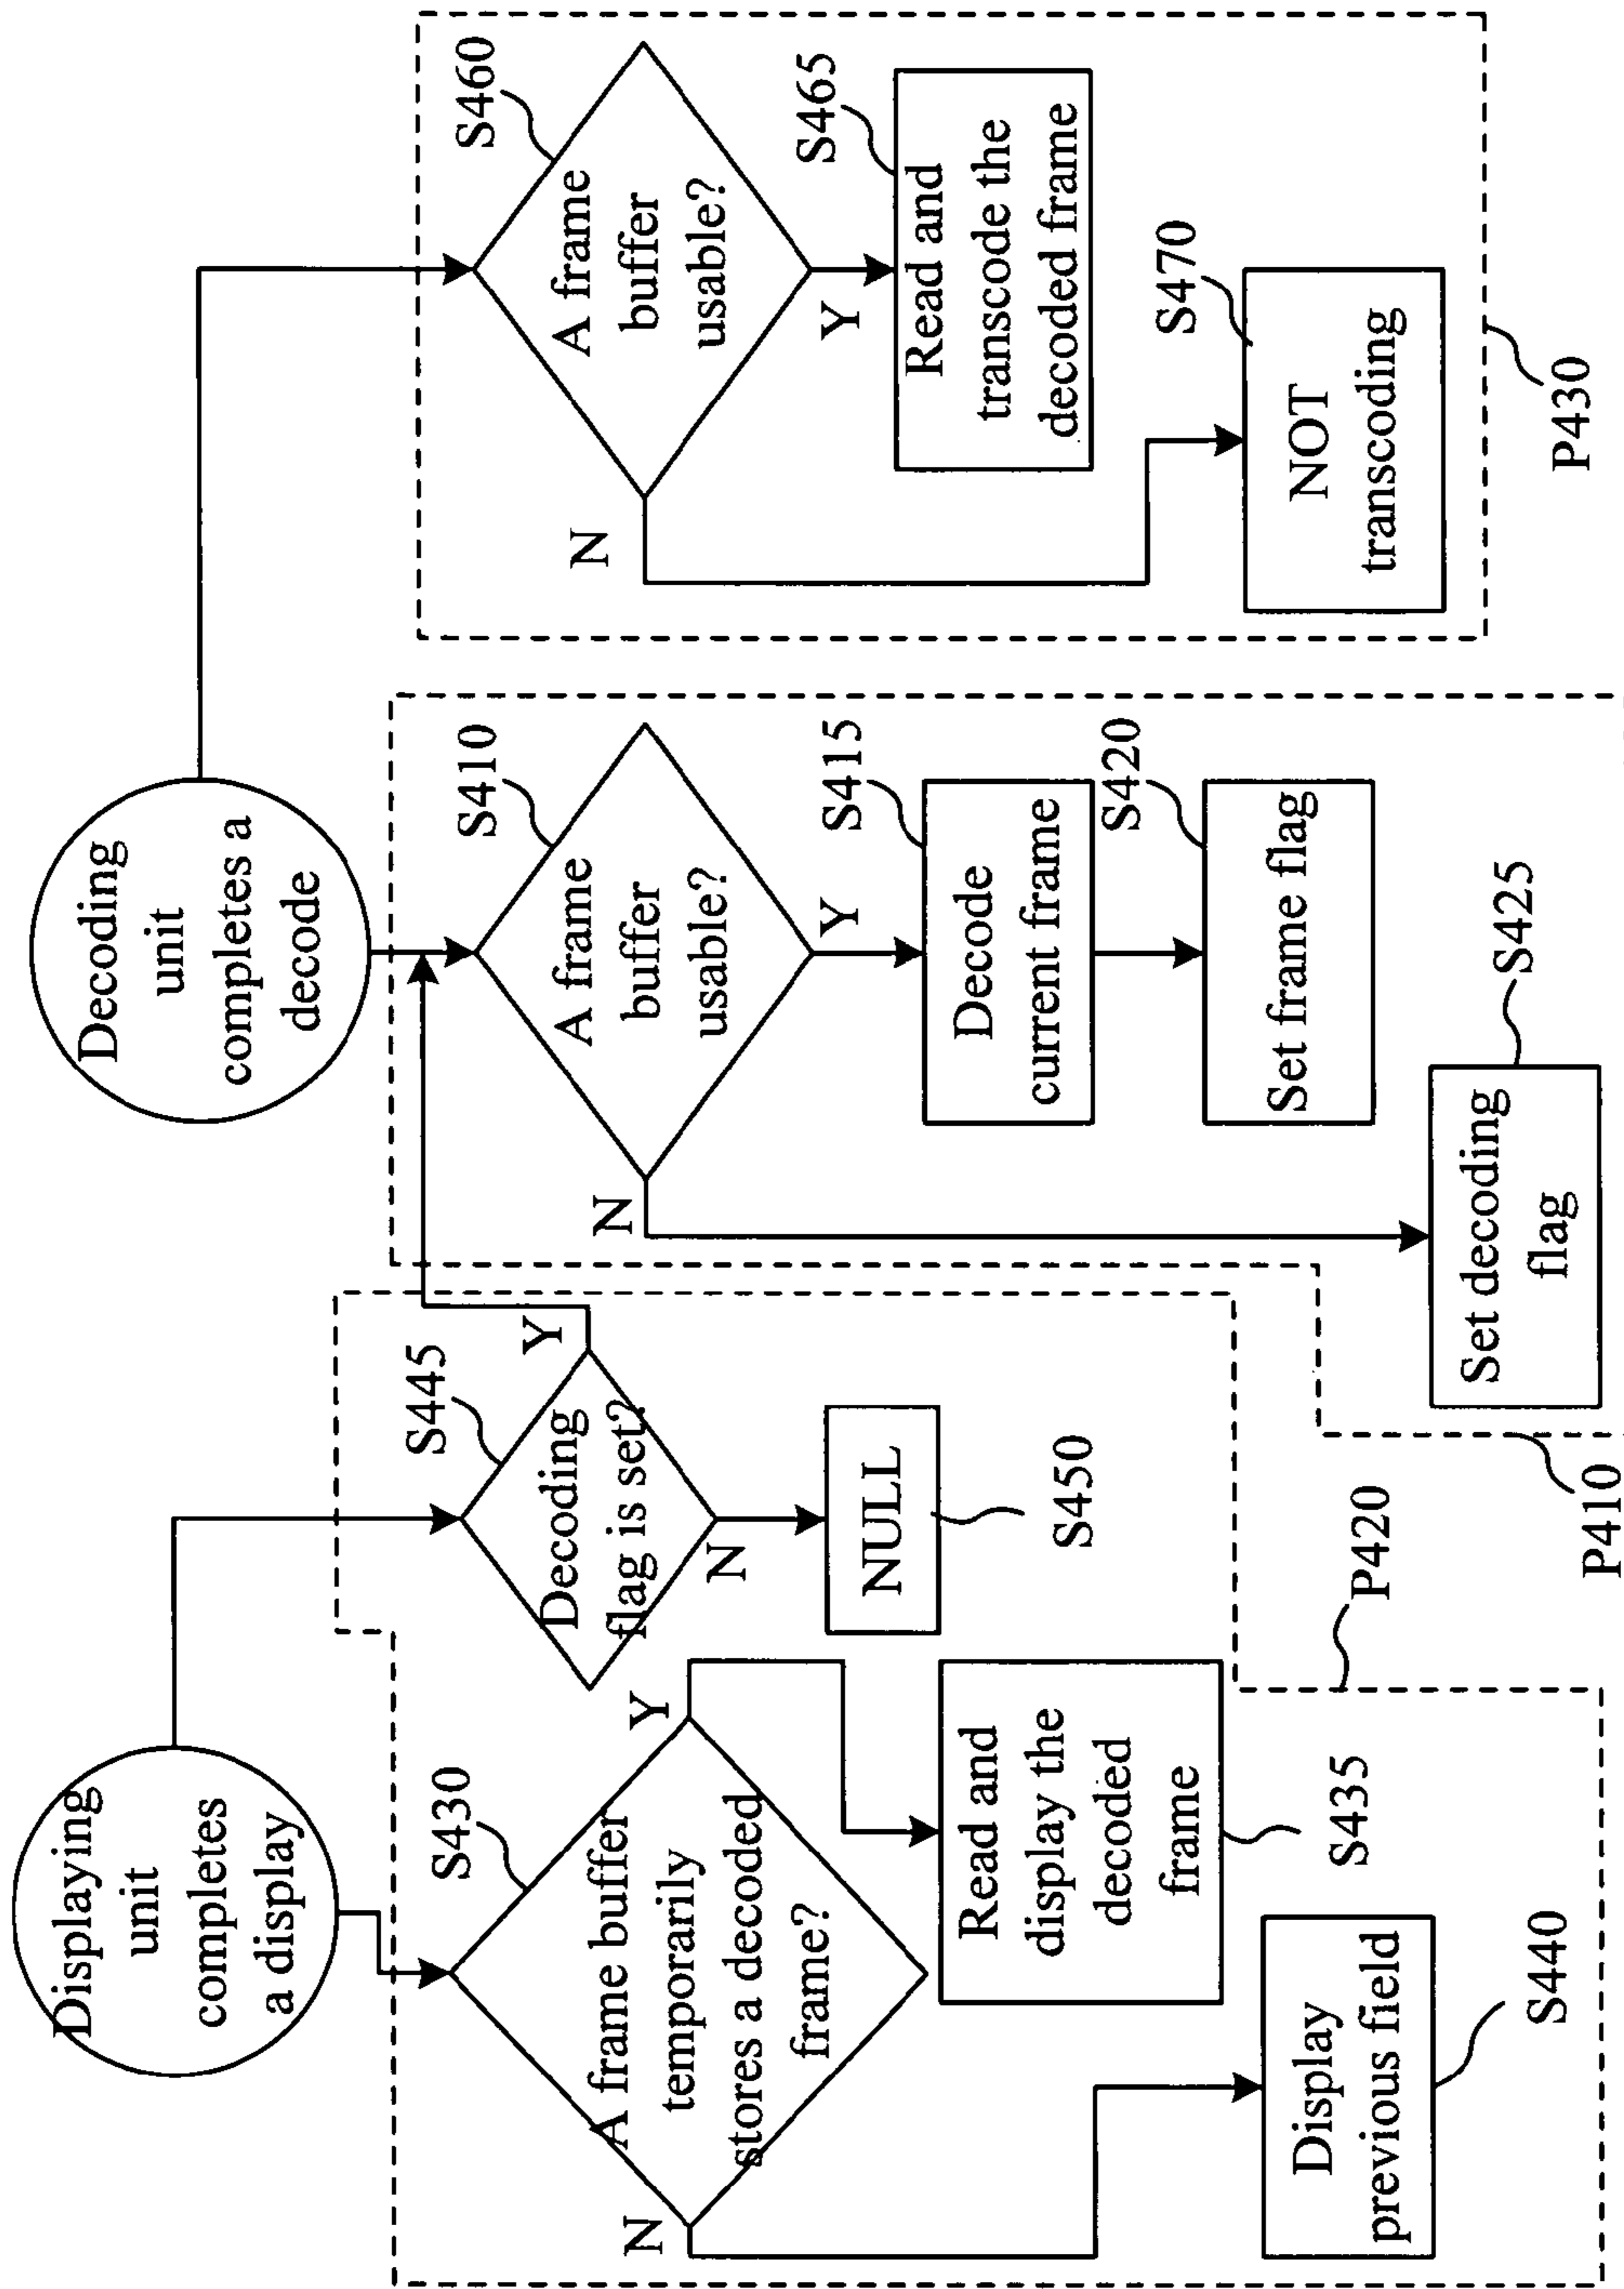 Displaying
unit
completes
a display
S430
A frame buffer
temporarily
stores a decoded
frame?
N
Y
Read and
display the
decoded
frame
S435
Display
previous field
S440
S445
Decoding
flag is set?
Y
N
NULL
S450
P420
Decoding
unit
completes a
decode
S410
A frame
buffer
usable?
N
Y
S415
Decode
current frame
S420
Set frame flag
S425
Set decoding
flag
P410
S460
A frame
buffer
usable?
N
Y
S465
Read and
transcode the
decoded frame
S470
NOT
transcoding
P430